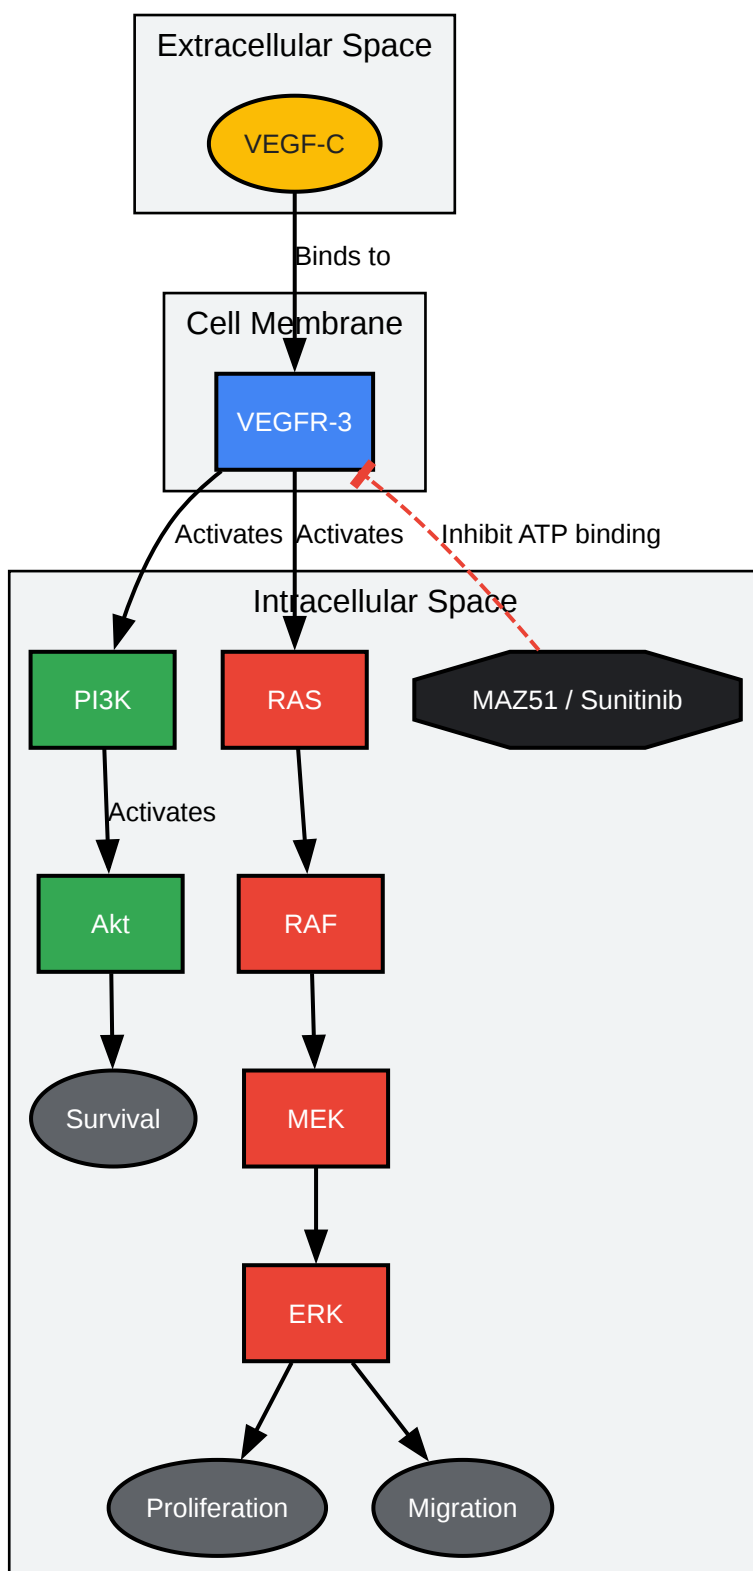 Extracellular Space
VEGF-C
Binds to
Cell Membrane
VEGFR-3
Activates
Activates
Inhibit ATP binding
Intracellular Space
PI3K
RAS
MAZ51 / Sunitinib
Activates
Akt
RAF
Survival
MEK
ERK
Proliferation
Migration